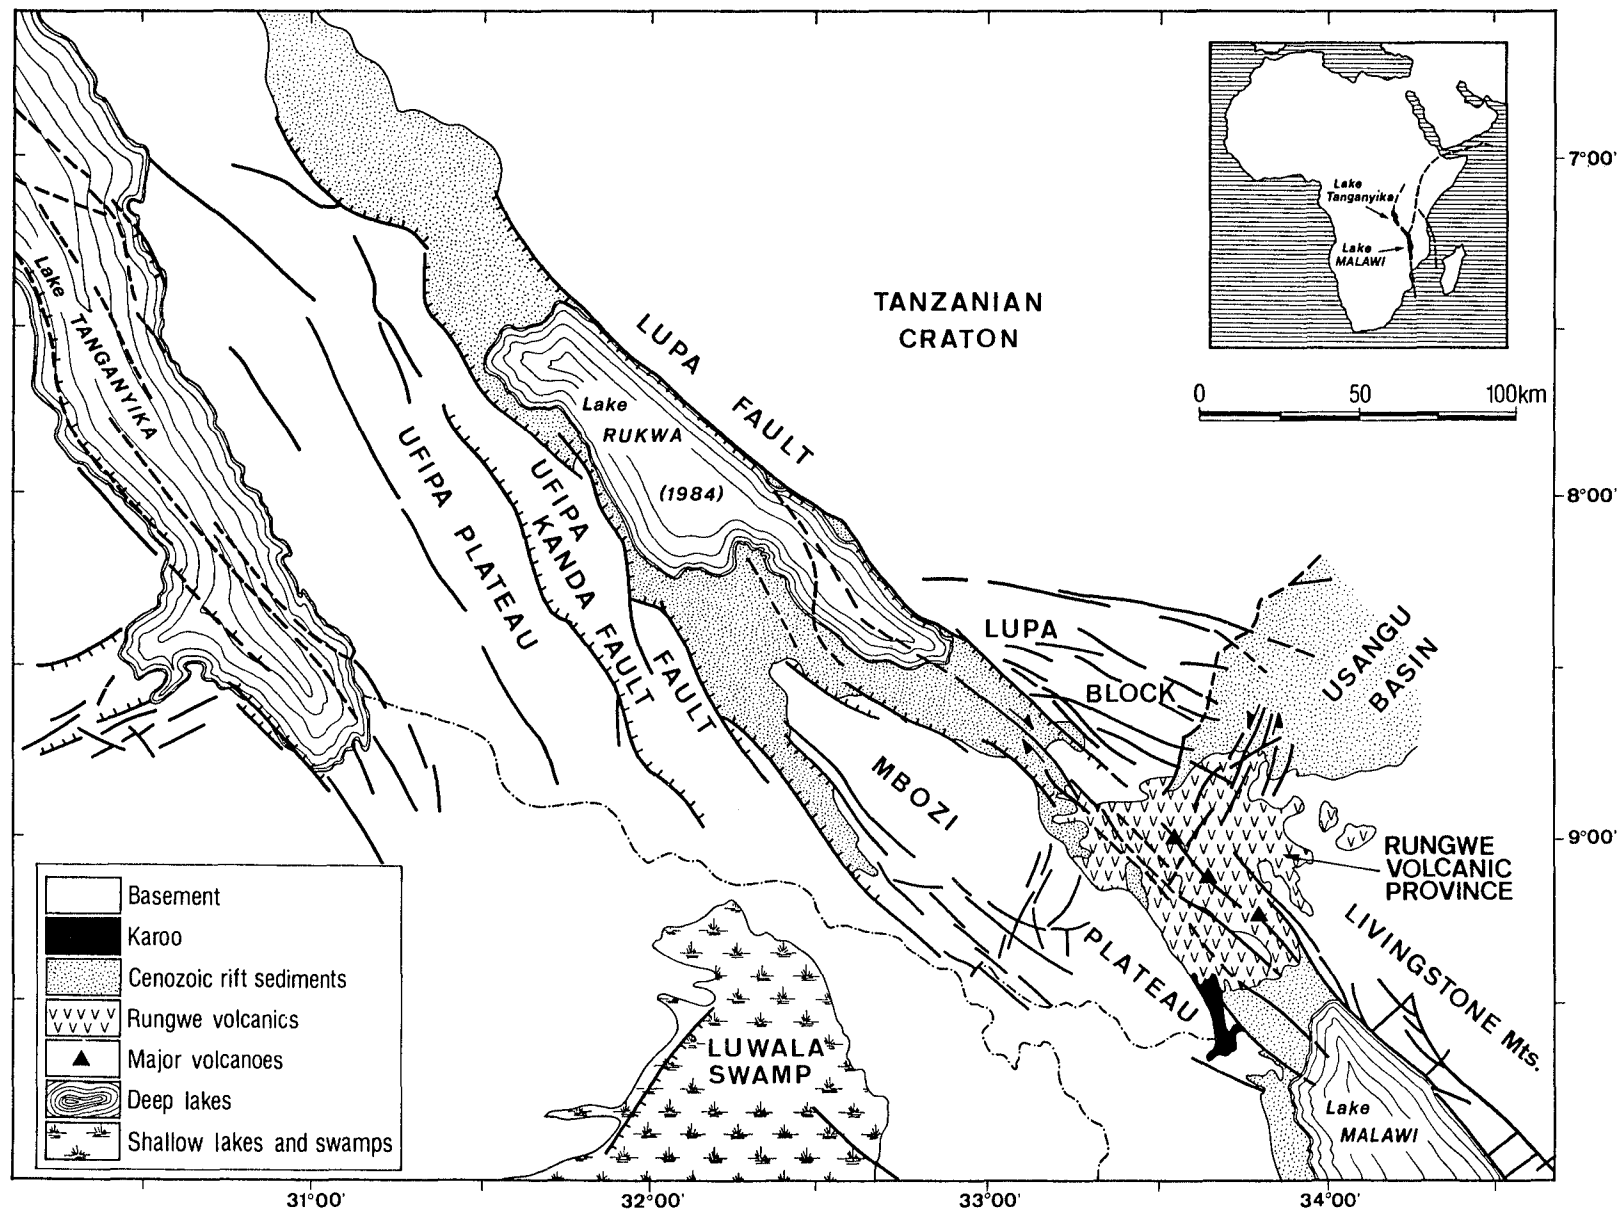 Lake
Tanganyika
Lake
MALAWI
0 50 100km
7°00'
8°00'
9°00'
TANZANIAN
CRATON
LUPA
FAULT
Lake
TANGANYIKA
Lake
RUKWA
(1984)
UFIPA PLATEAU
UFIPA
FAULT
KANDA FAULT
LUPA
BLOCK
USANGU
BASIN
MBOZI
PLATEAU
RUNGWE
VOLCANIC
PROVINCE
LIVINGSTONE Mts.
LUWALA
SWAMP
Lake
MALAWI
Basement
Karoo
Cenozoic rift sediments
Rungwe volcanics
Major volcanoes
Deep lakes
Shallow lakes and swamps
31°00' 32°00' 33°00' 34°00'